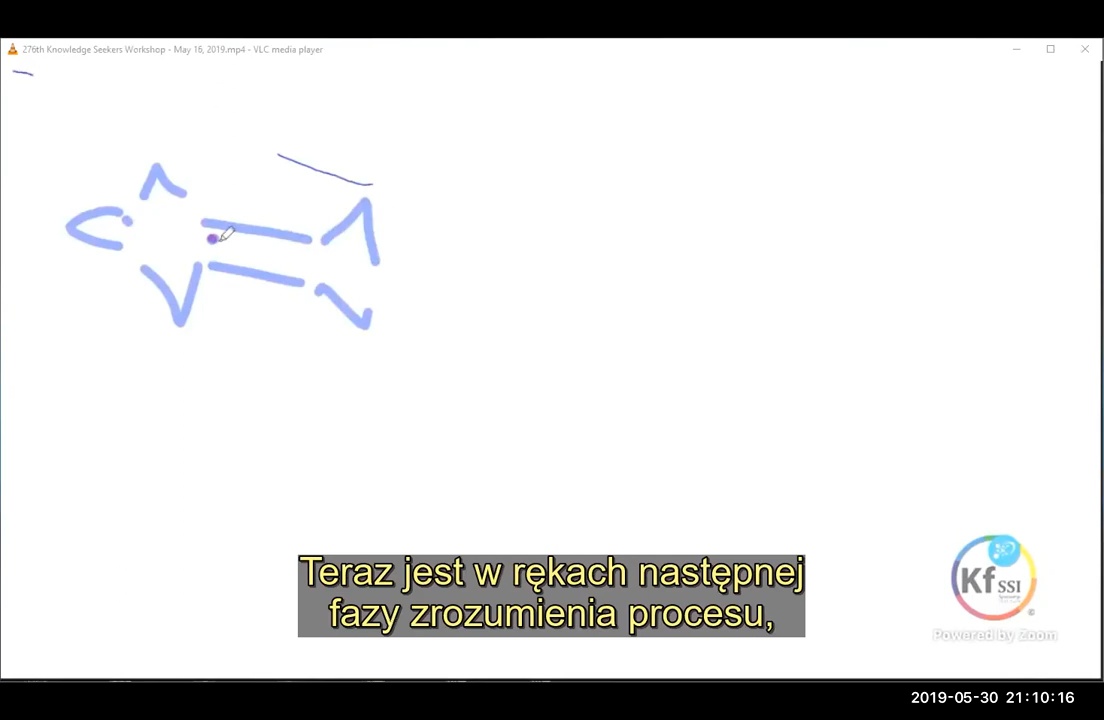 276th Knowledge Seekers Workshop - May 16, 2019.mp4 - VLC media player
Teraz jest w rękach następnej
fazy zrozumienia procesu,
Kf SSI
©
Powered by Zoom
2019-05-30 21:10:16